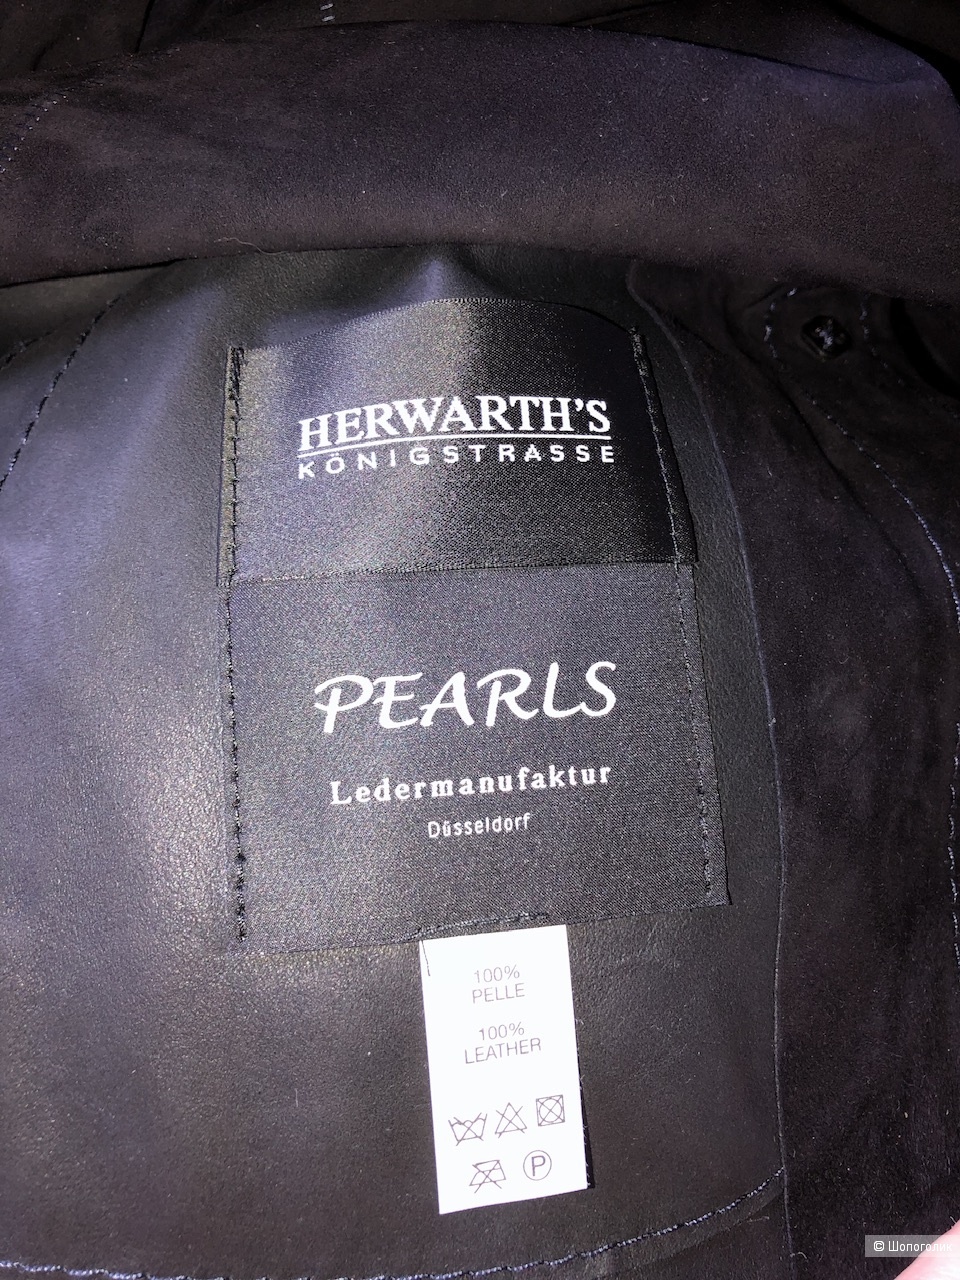 HERWARTH'S
KÖNIGSTRASSE
PEARLS
Ledermanufaktur
Düsseldorf
100%
PELLE
100%
LEATHER
P
© Шопоголик